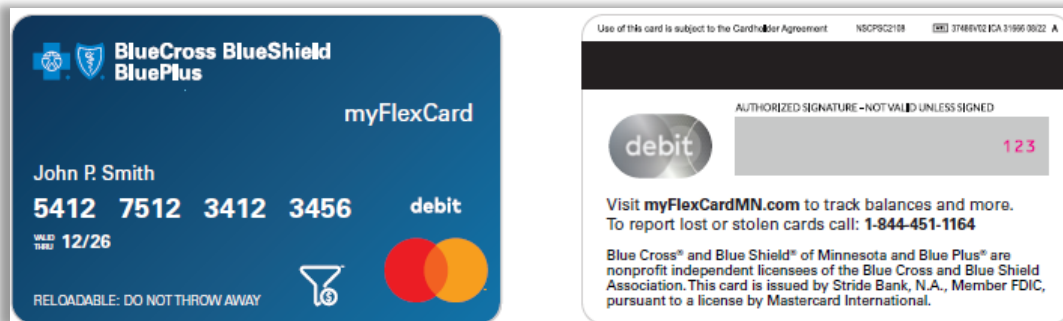 BlueCross BlueShield
BluePlus
myFlexCard
John P. Smith
5412 7512 3412 3456
debit
VALID THRU 12/26
RELOADABLE: DO NOT THROW AWAY
Use of this card is subject to the Cardholder Agreement NSCPSC2108 37486V02 ICA 31666 08/22 A
AUTHORIZED SIGNATURE – NOT VALID UNLESS SIGNED
debit
123
Visit myFlexCardMN.com to track balances and more.
To report lost or stolen cards call: 1-844-451-1164
Blue Cross® and Blue Shield® of Minnesota and Blue Plus® are
nonprofit independent licensees of the Blue Cross and Blue Shield
Association. This card is issued by Stride Bank, N.A., Member FDIC,
pursuant to a license by Mastercard International.